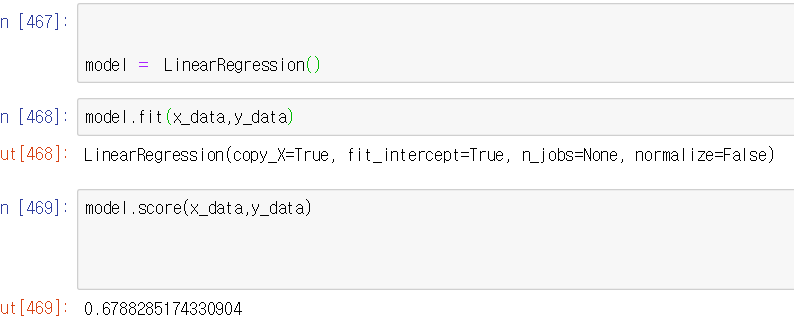 n [467]:
model = LinearRegression()
n [468]: model.fit(x_data,y_data)
ut[468]: LinearRegression(copy_X=True, fit_intercept=True, n_jobs=None, normalize=False)
n [469]: model.score(x_data,y_data)
ut[469]: 0.6788285174330904